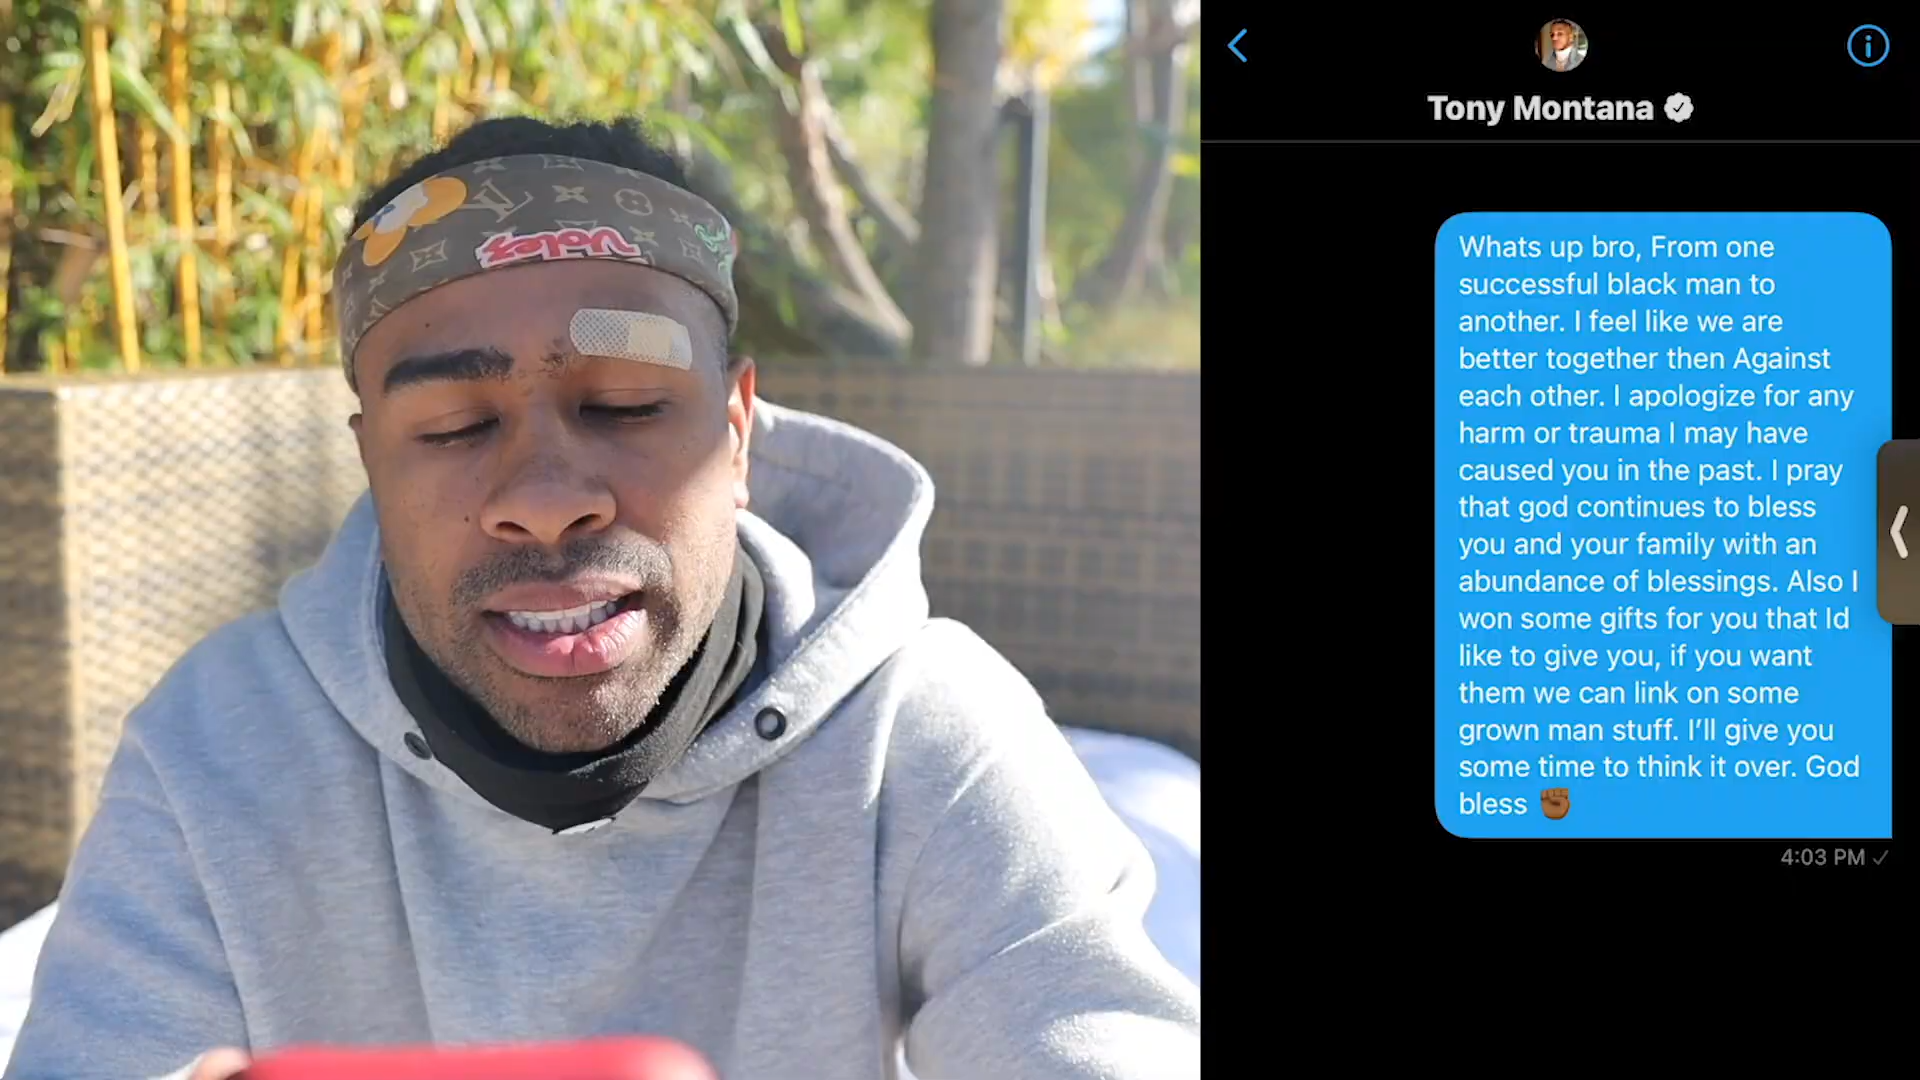 Tony Montana
Whats up bro, From one
successful black man to
another. I feel like we are
better together then Against
each other. I apologize for any
harm or trauma I may have
caused you in the past. I pray
that god continues to bless
you and your family with an
abundance of blessings. Also I
won some gifts for you that Id
like to give you, if you want
them we can link on some
grown man stuff. I’ll give you
some time to think it over. God
bless ✊🏾
4:03 PM ✓